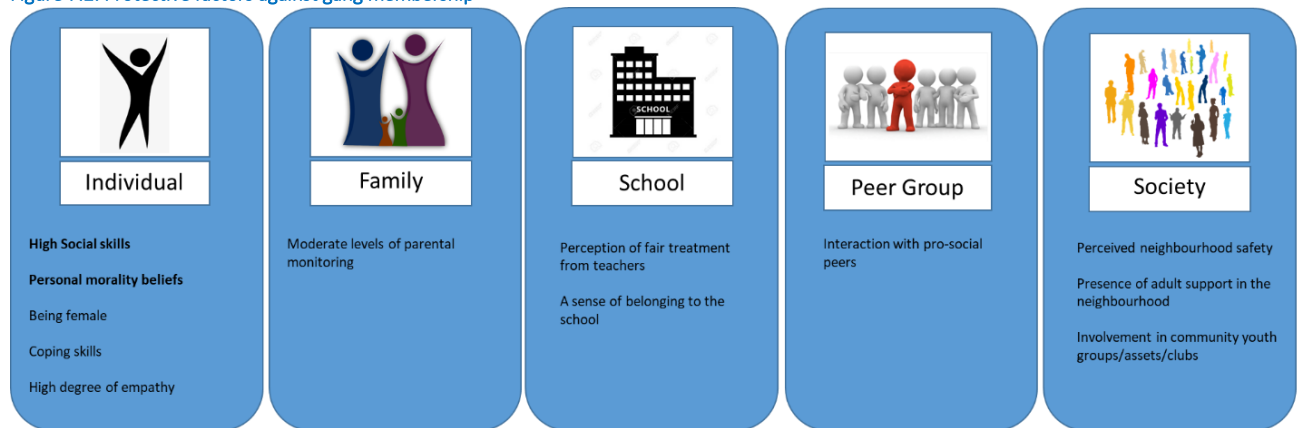 Individual
High Social skills
Personal morality beliefs
Being female
Coping skills
High degree of empathy
Family
Moderate levels of parental
monitoring
SCHOOL
School
Perception of fair treatment
from teachers
A sense of belonging to the
school
Peer Group
Interaction with pro-social
peers
Society
Perceived neighbourhood safety
Presence of adult support in the
neighbourhood
Involvement in community youth
groups/assets/clubs